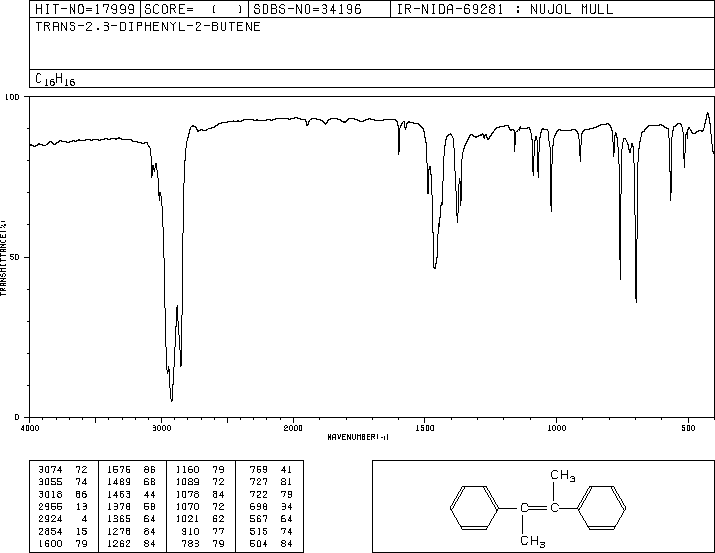 HIT-NO=17999 SCORE= ( ) SDBS-NO=34196 IR-NIDA-69281 : NUJOL MULL
TRANS-2,3-DIPHENYL-2-BUTENE
C16H16
100
50
0
TRANSMITTANCE(%)
4000 3000 2000 1500 1000 500
WAVENUMBER(-1)
3074 72 1576 86 1160 79 769 41
3055 74 1489 68 1089 72 727 81
3018 66 1463 44 1078 84 722 79
2955 13 1378 58 1070 72 698 34
2924 4 1365 64 1021 62 567 64
2854 15 1278 84 910 77 515 74
1600 79 1262 84 783 79 504 84
CH3
C C
CH3